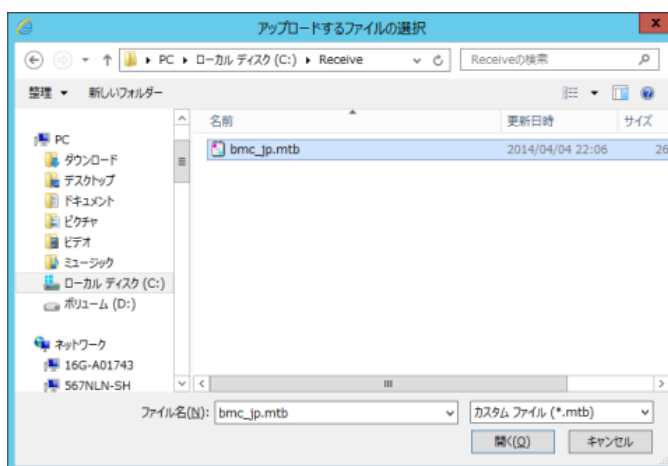 アップロードするファイルの選択
PC ▸ ローカル ディスク (C:) ▸ Receive
Receiveの検索
整理 ▼ 新しいフォルダー
名前 更新日時 サイズ
bmc_jp.mtb 2014/04/04 22:06 26
PC
ダウンロード
デスクトップ
ドキュメント
ピクチャ
ビデオ
ミュージック
ローカル ディスク (C:)
ボリューム (D:)
ネットワーク
16G-A01743
567NLN-SH
ファイル名(N): bmc_jp.mtb カスタム ファイル (*.mtb)
開く(O) キャンセル